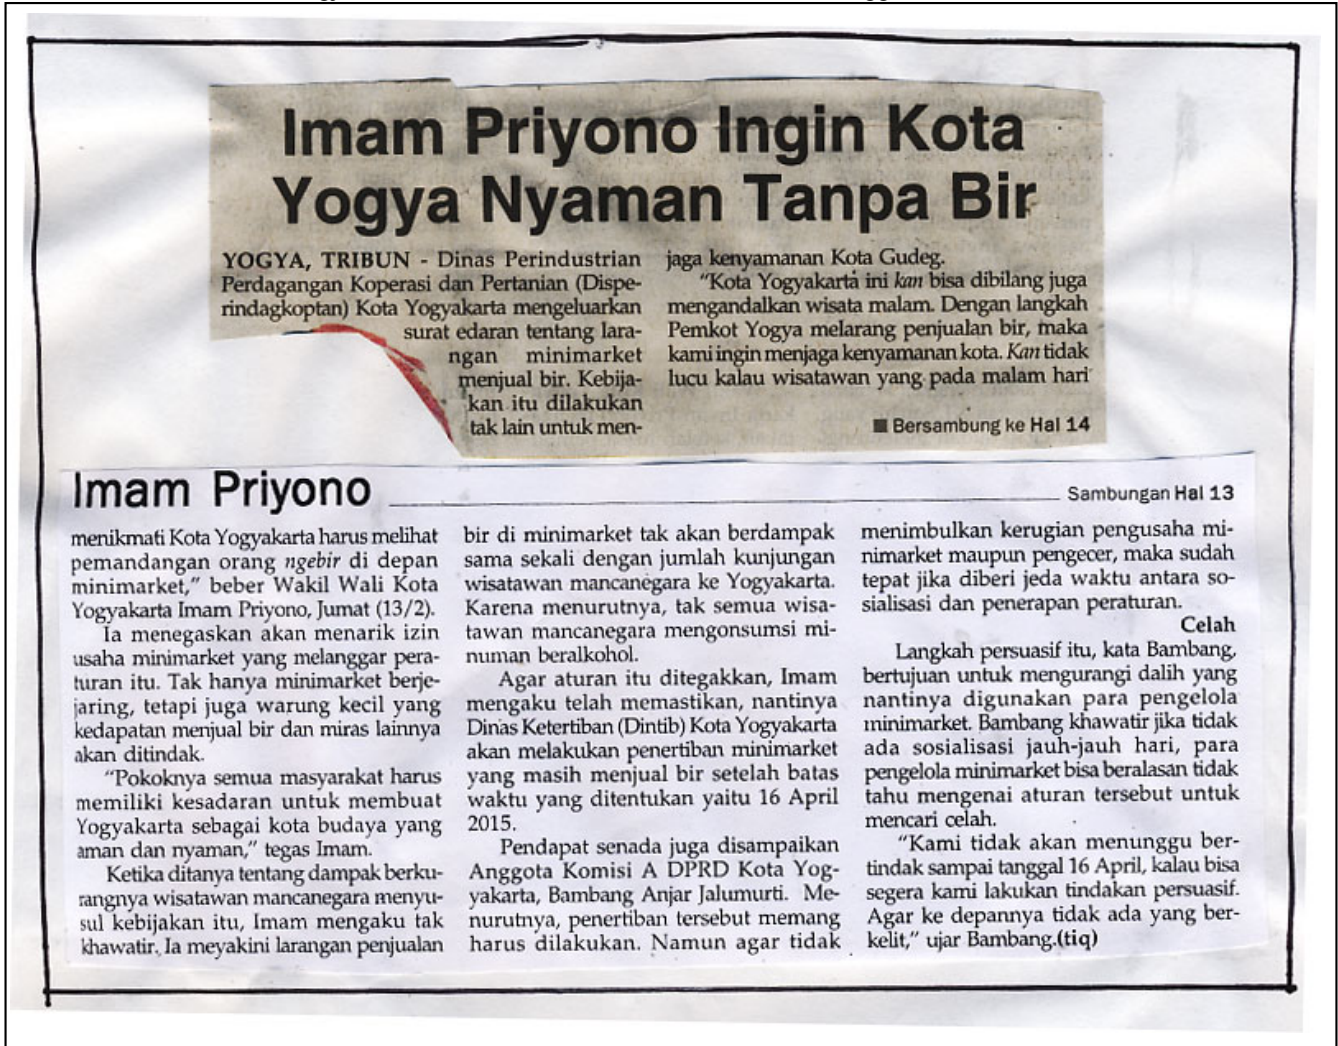 Imam Priyono Ingin Kota
Yogya Nyaman Tanpa Bir
YOGYA, TRIBUN - Dinas Perindustrian
Perdagangan Koperasi dan Pertanian (Dispe-
rindagkoptan) Kota Yogyakarta mengeluarkan
surat edaran tentang lara-
ngan minimarket
menjual bir. Kebija-
kan itu dilakukan
tak lain untuk men-
jaga kenyamanan Kota Gudeg.
"Kota Yogyakarta ini kan bisa dibilang juga
mengandalkan wisata malam. Dengan langkah
Pemkot Yogya melarang penjualan bir, maka
kami ingin menjaga kenyamanan kota. Kan tidak
lucu kalau wisatawan yang pada malam hari
■ Bersambung ke Hal 14
Imam Priyono
Sambungan Hal 13
menikmati Kota Yogyakarta harus melihat
pemandangan orang ngebir di depan
minimarket," beber Wakil Wali Kota
Yogyakarta Imam Priyono, Jumat (13/2).
Ia menegaskan akan menarik izin
usaha minimarket yang melanggar pera-
turan itu. Tak hanya minimarket berje-
jaring, tetapi juga warung kecil yang
kedapatan menjual bir dan miras lainnya
akan ditindak.
"Pokoknya semua masyarakat harus
memiliki kesadaran untuk membuat
Yogyakarta sebagai kota budaya yang
aman dan nyaman," tegas Imam.
Ketika ditanya tentang dampak berku-
rangnya wisatawan mancanegara menyu-
sul kebijakan itu, Imam mengaku tak
khawatir. Ia meyakini larangan penjualan
bir di minimarket tak akan berdampak
sama sekali dengan jumlah kunjungan
wisatawan mancanegara ke Yogyakarta.
Karena menurutnya, tak semua wisa-
tawan mancanegara mengonsumsi mi-
numan beralkohol.
Agar aturan itu ditegakkan, Imam
mengaku telah memastikan, nantinya
Dinas Ketertiban (Dintib) Kota Yogyakarta
akan melakukan penertiban minimarket
yang masih menjual bir setelah batas
waktu yang ditentukan yaitu 16 April
2015.
Pendapat senada juga disampaikan
Anggota Komisi A DPRD Kota Yog-
yakarta, Bambang Anjar Jalumurti. Me-
nurutnya, penertiban tersebut memang
harus dilakukan. Namun agar tidak
menimbulkan kerugian pengusaha mi-
nimarket maupun pengecer, maka sudah
tepat jika diberi jeda waktu antara so-
sialisasi dan penerapan peraturan.
Celah
Langkah persuasif itu, kata Bambang,
bertujuan untuk mengurangi dalih yang
nantinya digunakan para pengelola
minimarket. Bambang khawatir jika tidak
ada sosialisasi jauh-jauh hari, para
pengelola minimarket bisa beralasan tidak
tahu mengenai aturan tersebut untuk
mencari celah.
"Kami tidak akan menunggu ber-
tindak sampai tanggal 16 April, kalau bisa
segera kami lakukan tindakan persuasif.
Agar ke depannya tidak ada yang ber-
kelit," ujar Bambang.(tiq)